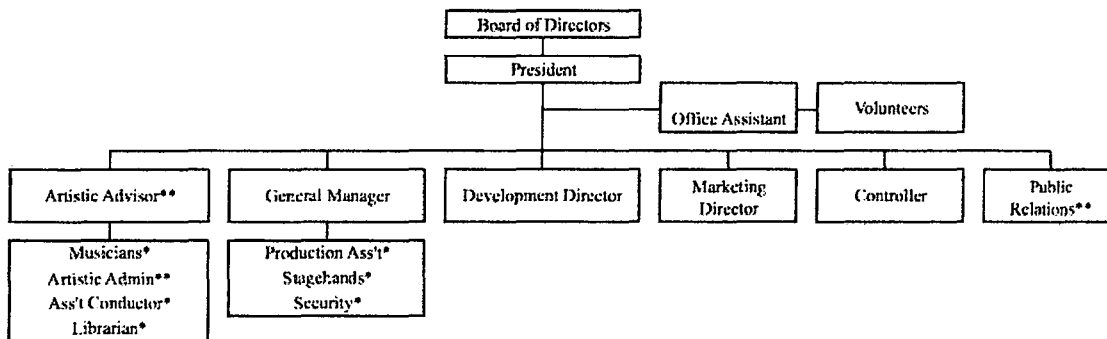 Board of Directors
President
Office Assistant
Volunteers
Artistic Advisor**
General Manager
Development Director
Marketing
Director
Controller
Public
Relations**
Musicians*
Artistic Admin**
Ass't Conductor*
Librarian*
Production Ass't*
Stagehands*
Security*